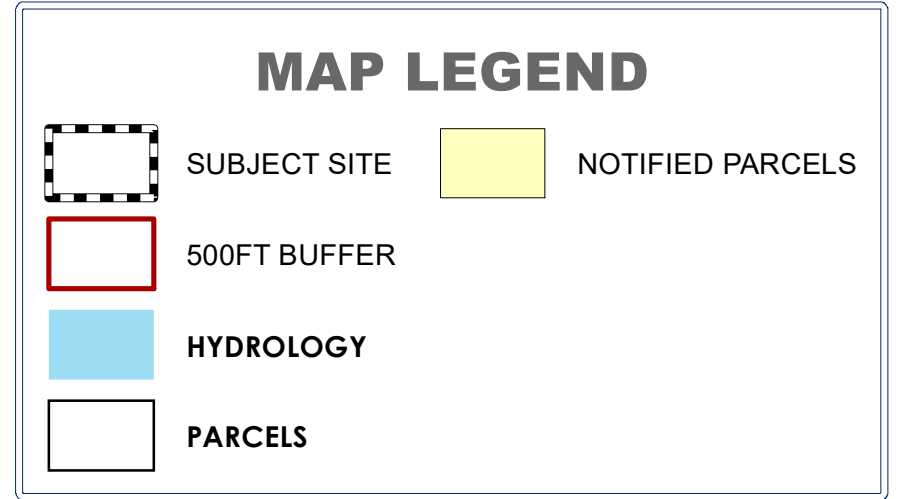 MAP LEGEND
SUBJECT SITE
NOTIFIED PARCELS
500FT BUFFER
HYDROLOGY
PARCELS